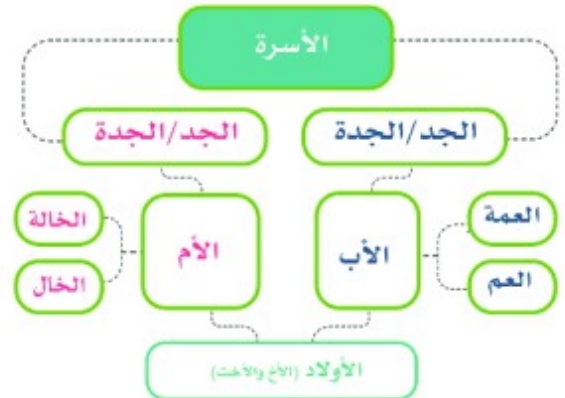 الأسرة
الجد/الجدة
الجد/الجدة
العمة
العم
الأب
الأم
الخالة
الخال
الأولاد (الأخ والأخت)